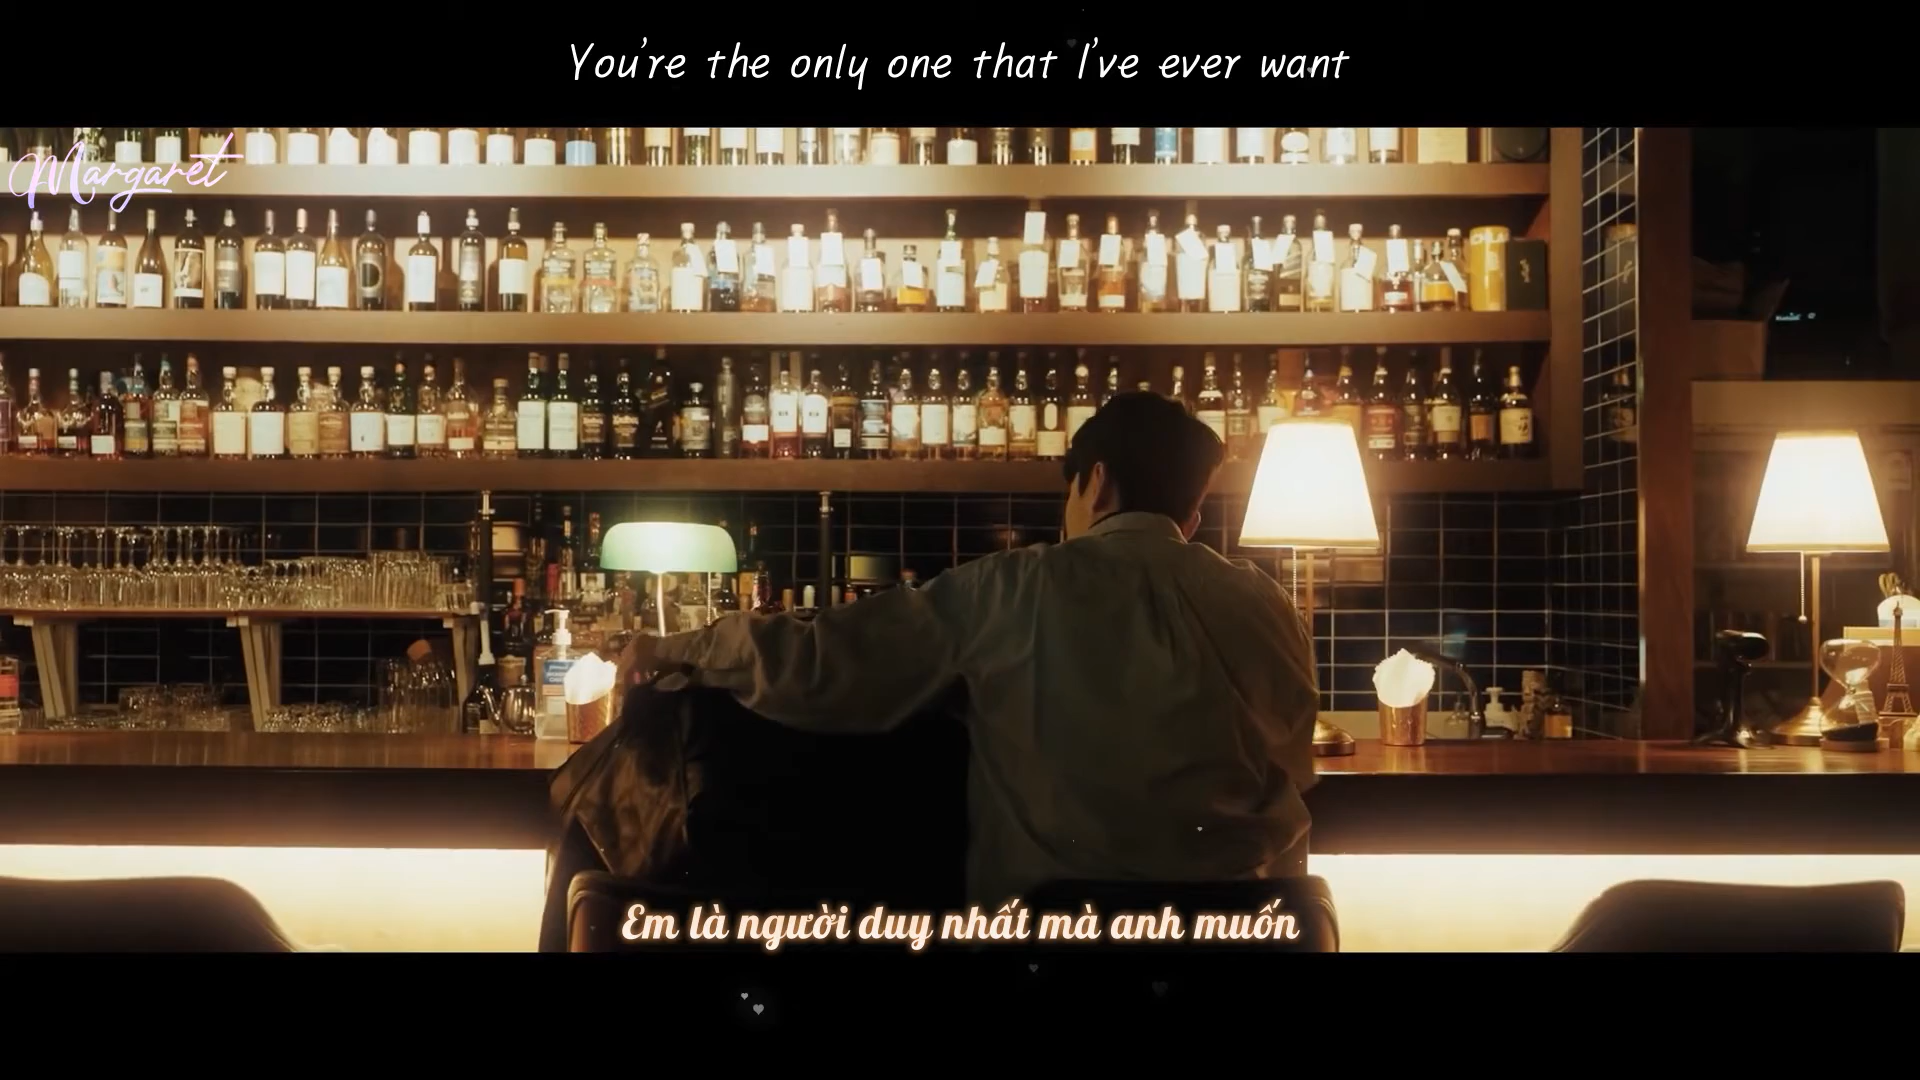 You're the only one that I've ever want
Margaret
Em là người duy nhất mà anh muốn